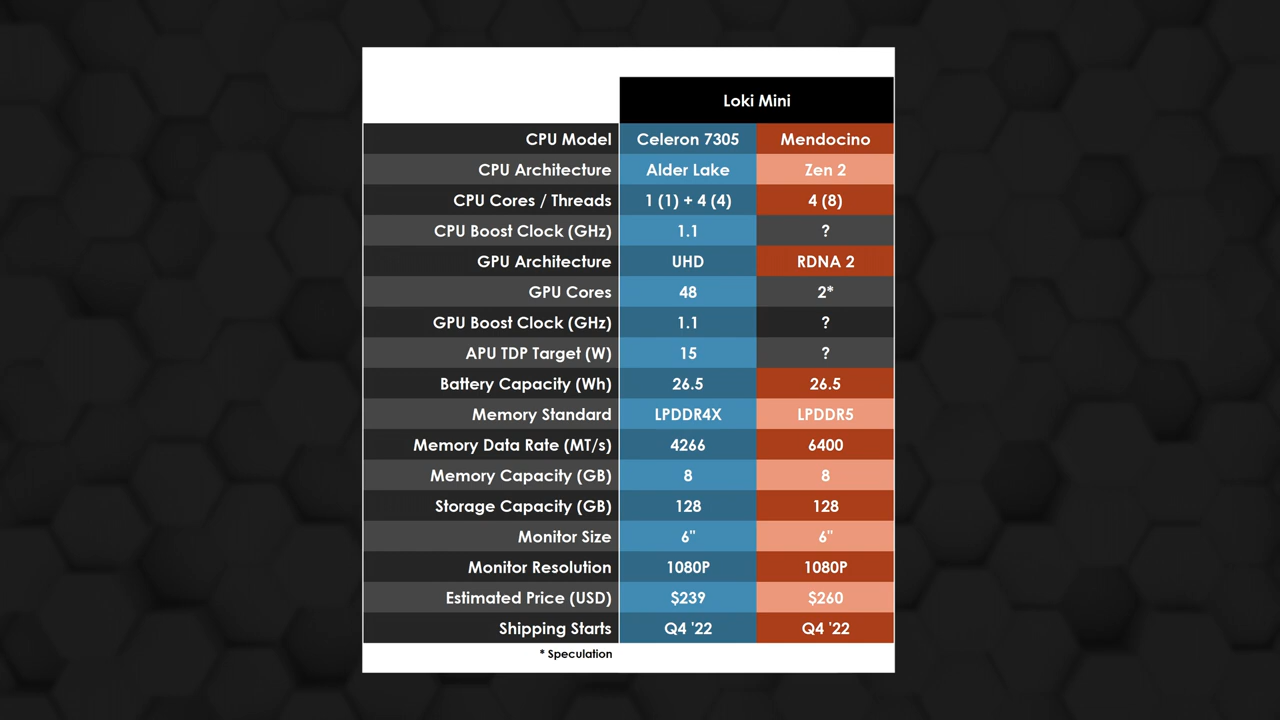 Loki Mini
CPU Model Celeron 7305 Mendocino
CPU Architecture Alder Lake Zen 2
CPU Cores / Threads 1 (1) + 4 (4) 4 (8)
CPU Boost Clock (GHz) 1.1 ?
GPU Architecture UHD RDNA 2
GPU Cores 48 2*
GPU Boost Clock (GHz) 1.1 ?
APU TDP Target (W) 15 ?
Battery Capacity (Wh) 26.5 26.5
Memory Standard LPDDR4X LPDDR5
Memory Data Rate (MT/s) 4266 6400
Memory Capacity (GB) 8 8
Storage Capacity (GB) 128 128
Monitor Size 6" 6"
Monitor Resolution 1080P 1080P
Estimated Price (USD) $239 $260
Shipping Starts Q4 '22 Q4 '22
* Speculation